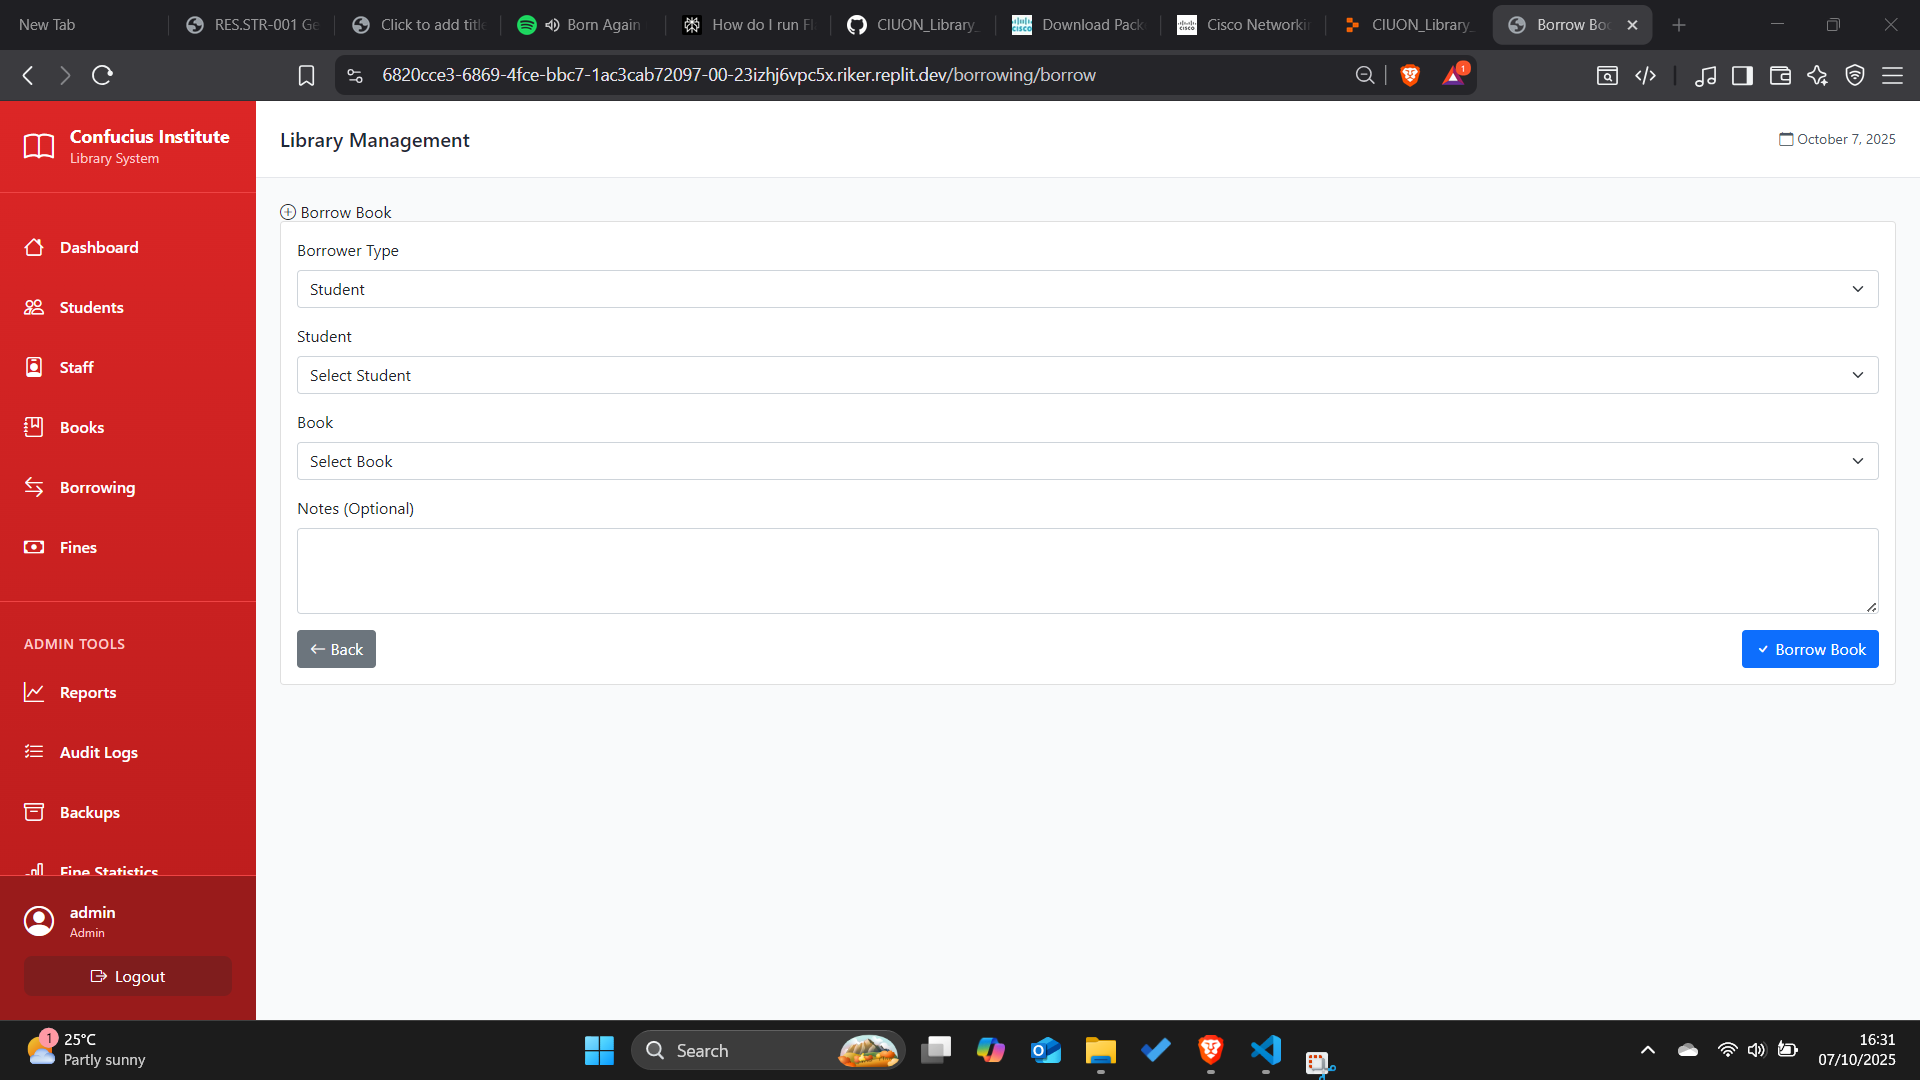 New Tab
RES.STR-001 Ge
Click to add title
Born Again
How do I run Fl
CIUON_Library_
Download Pack
Cisco Networkin
CIUON_Library_
Borrow Boo
6820cce3-6869-4fce-bbc7-1ac3cab72097-00-23izhj6vpc5x.riker.replit.dev/borrowing/borrow
1
Confucius Institute
Library System
Library Management
October 7, 2025
Dashboard
Students
Staff
Books
Borrowing
Fines
ADMIN TOOLS
Reports
Audit Logs
Backups
Fine Statistics
admin
Admin
Logout
Borrow Book
Borrower Type
Student
Student
Select Student
Book
Select Book
Notes (Optional)
Back
Borrow Book
1
25°C
Partly sunny
Search
16:31
07/10/2025